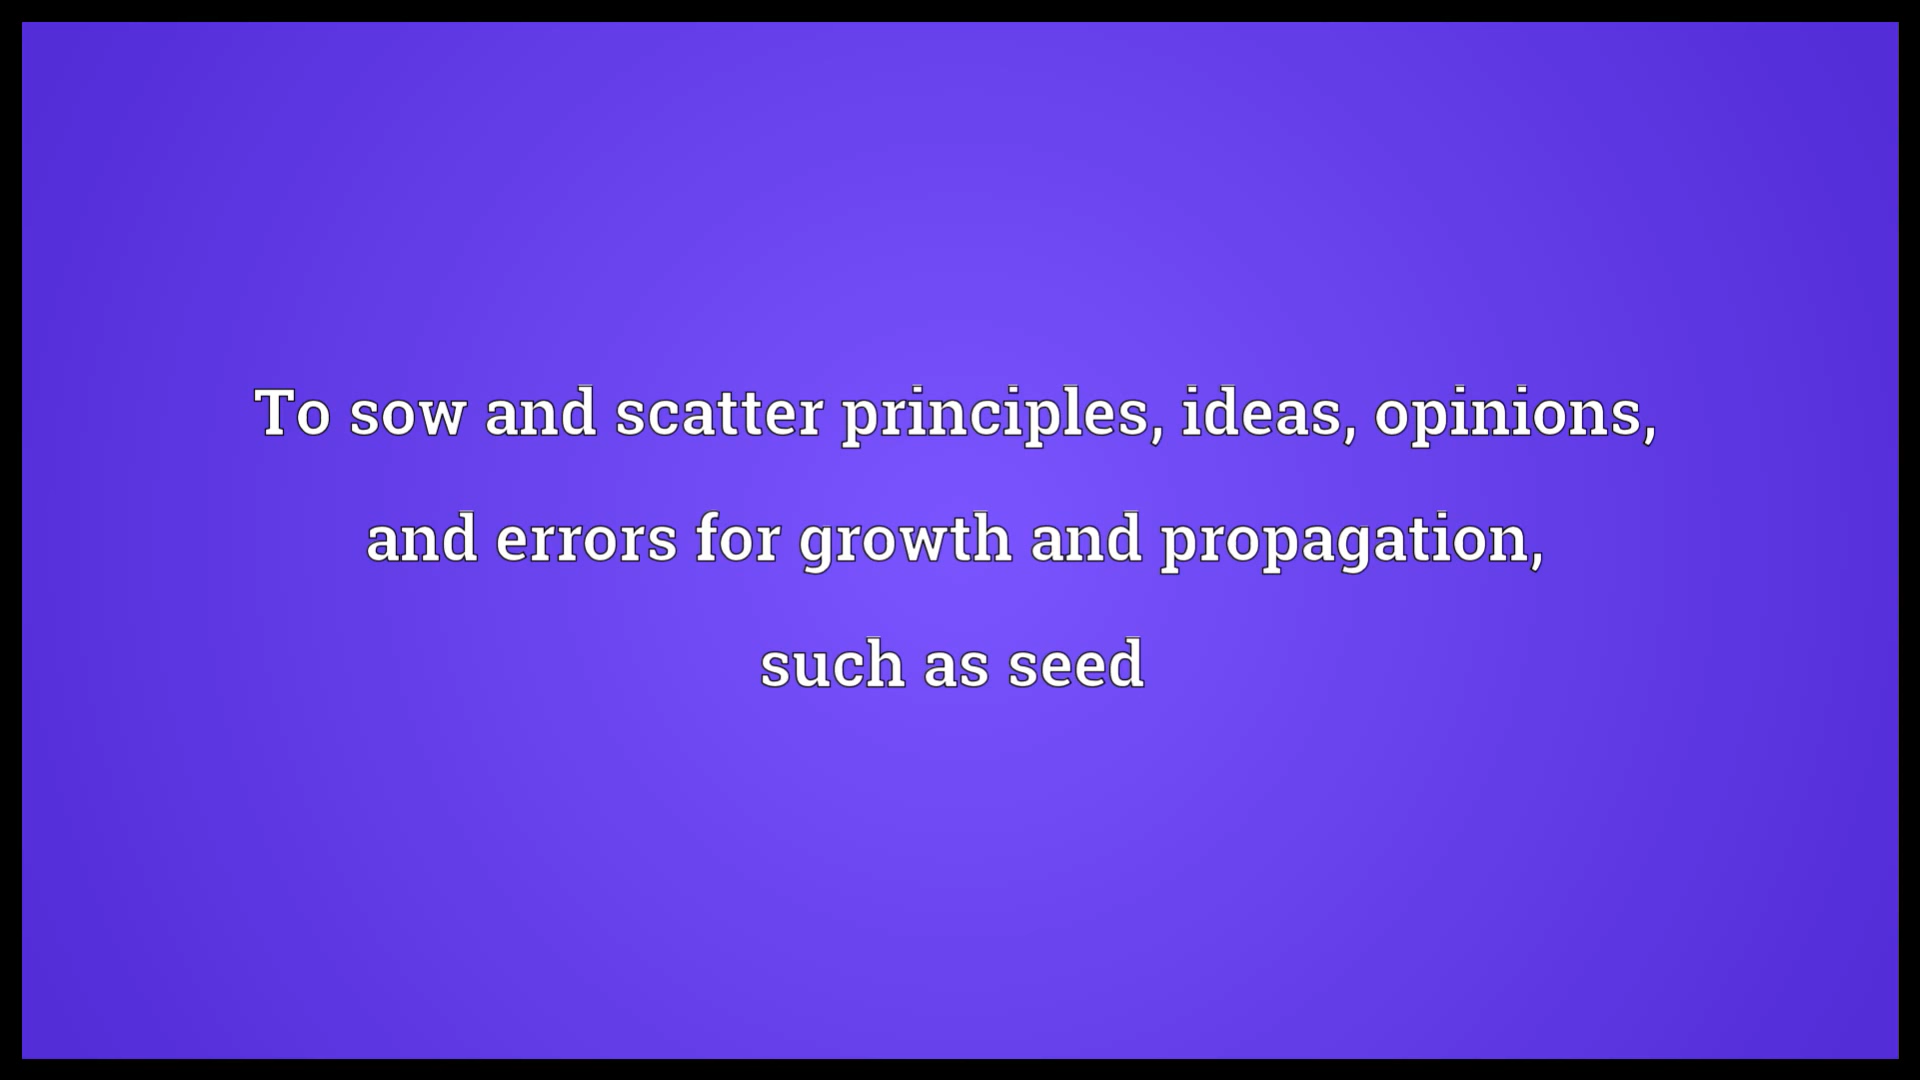 To sow and scatter principles, ideas, opinions,
and errors for growth and propagation,
such as seed